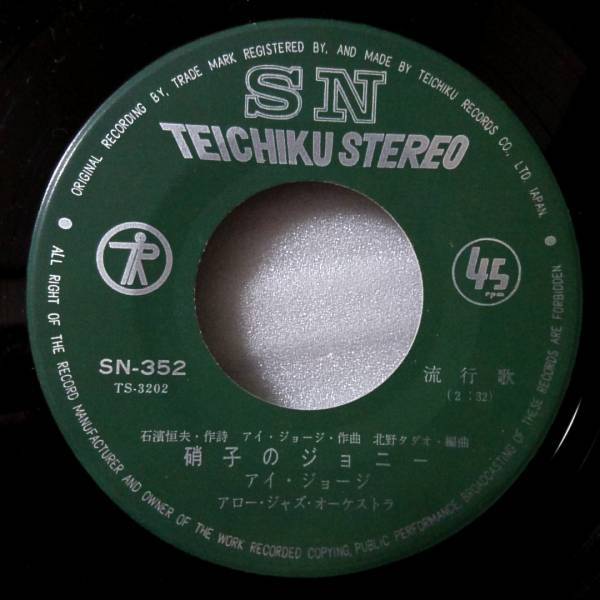 ORIGINAL RECORDING BY, TRADE MARK REGISTERED BY, AND MADE BY TEICHIKU RECORDS CO., LTD. JAPAN.
SN
TEICHIKU STEREO
45
rpm
SN-352
TS-3202
流行歌
(2:32)
石濱恒夫・作詩 アイ・ジョージ・作曲 北野タダオ・編曲
硝子のジョニー
アイ・ジョージ
アロー・ジャズ・オーケストラ
ALL RIGHT OF THE RECORD MANUFACTURER AND OWNER OF THE WORK RECORDED COPYING, PUBLIC PERFORMANCE, BROADCASTING OF THESE RECORDS ARE FORBIDDEN.